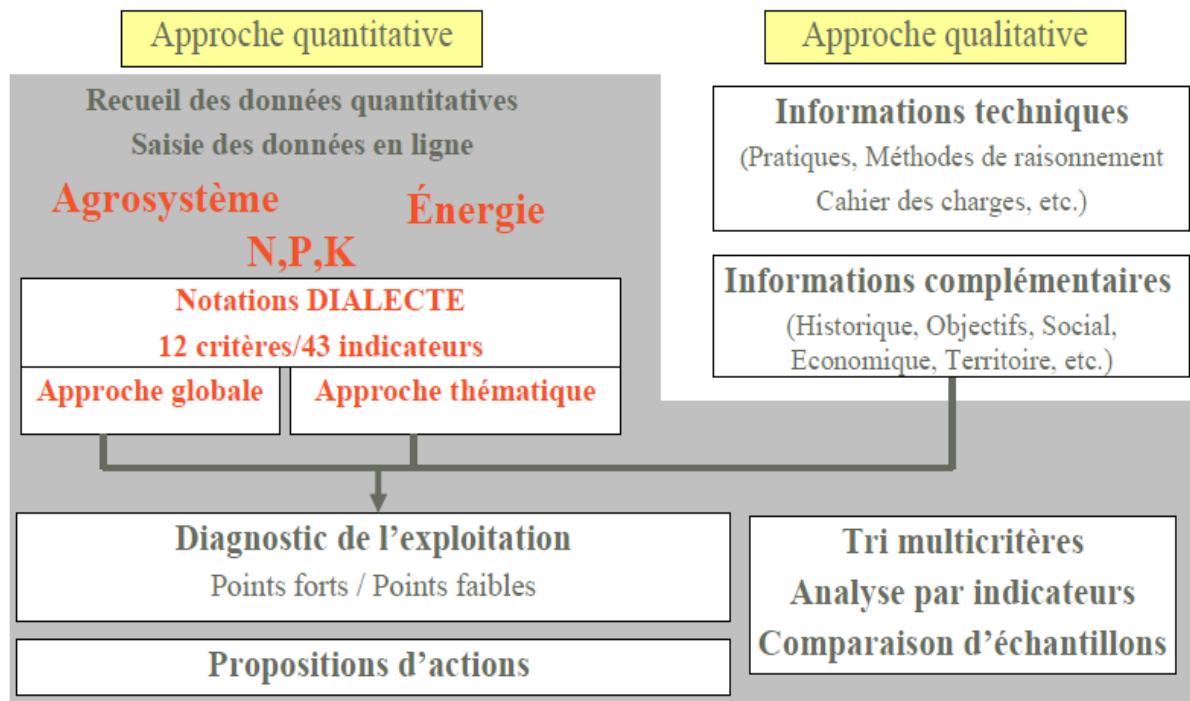 Approche quantitative
Approche qualitative
Recueil des données quantitatives
Saisie des données en ligne
Agrosystème
Énergie
N,P,K
Notations DIALECTE
12 critères/43 indicateurs
Approche globale
Approche thématique
Informations techniques
(Pratiques, Méthodes de raisonnement
Cahier des charges, etc.)
Informations complémentaires
(Historique, Objectifs, Social,
Economique, Territoire, etc.)
Diagnostic de l'exploitation
Points forts / Points faibles
Propositions d'actions
Tri multicritères
Analyse par indicateurs
Comparaison d'échantillons